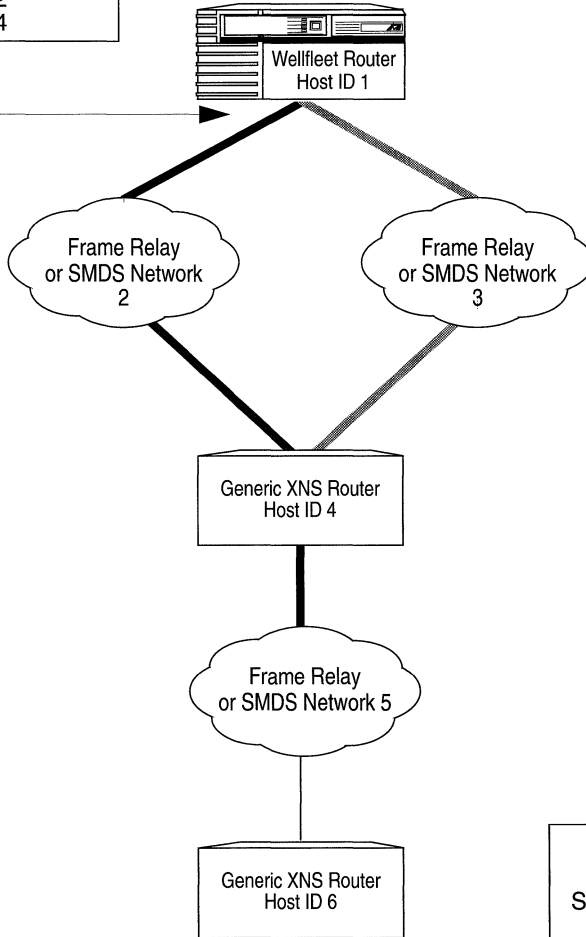 4
Wellfleet Router
Host ID 1
Frame Relay
or SMDS Network
2
Frame Relay
or SMDS Network
3
Generic XNS Router
Host ID 4
Frame Relay
or SMDS Network 5
Generic XNS Router
Host ID 6
S